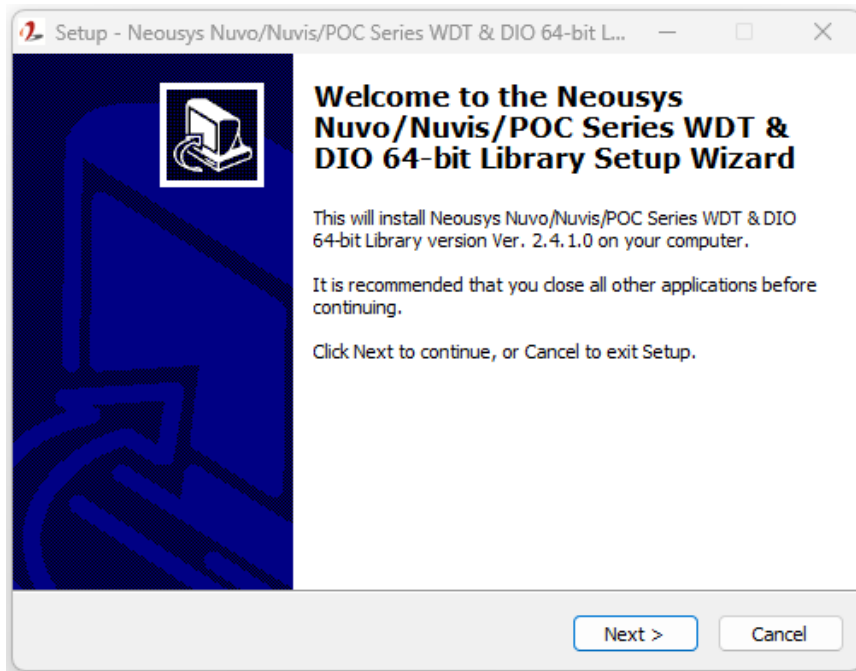 Setup - Neousys Nuvo/Nuvis/POC Series WDT & DIO 64-bit L...
Welcome to the Neousys
Nuvo/Nuvis/POC Series WDT &
DIO 64-bit Library Setup Wizard
This will install Neousys Nuvo/Nuvis/POC Series WDT & DIO
64-bit Library version Ver. 2.4.1.0 on your computer.
It is recommended that you close all other applications before
continuing.
Click Next to continue, or Cancel to exit Setup.
Next >
Cancel